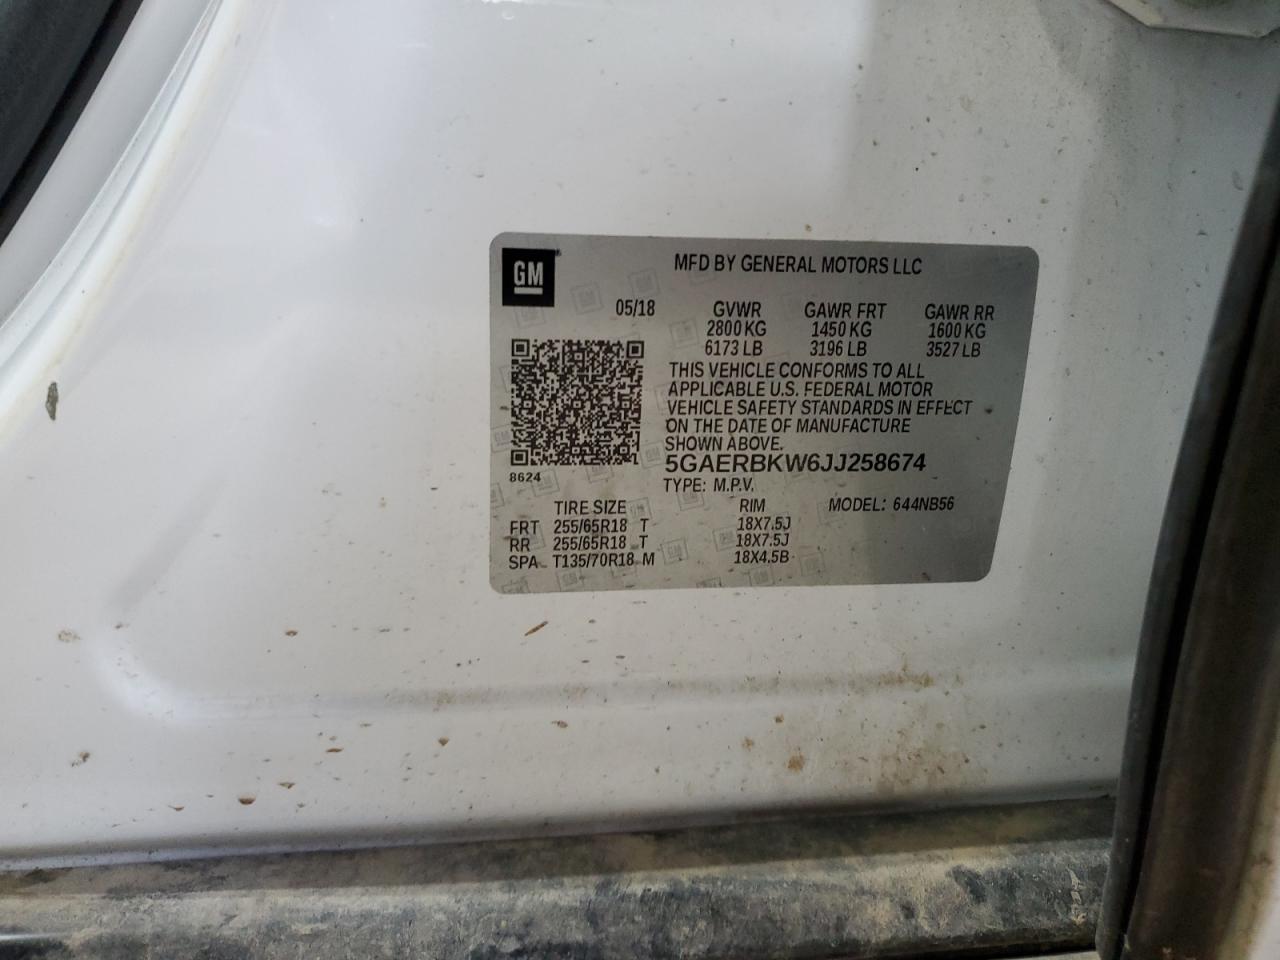 GM
MFD BY GENERAL MOTORS LLC
05/18 GVWR GAWR FRT GAWR RR
2800 KG 1450 KG 1600 KG
6173 LB 3196 LB 3527 LB
THIS VEHICLE CONFORMS TO ALL
APPLICABLE U.S. FEDERAL MOTOR
VEHICLE SAFETY STANDARDS IN EFFECT
ON THE DATE OF MANUFACTURE
SHOWN ABOVE.
5GAERBKW6JJ258674
8624
TYPE: M.P.V.
TIRE SIZE RIM MODEL: 644NB56
FRT 255/65R18 T 18X7.5J
RR 255/65R18 T 18X7.5J
SPA T135/70R18 M 18X4.5B